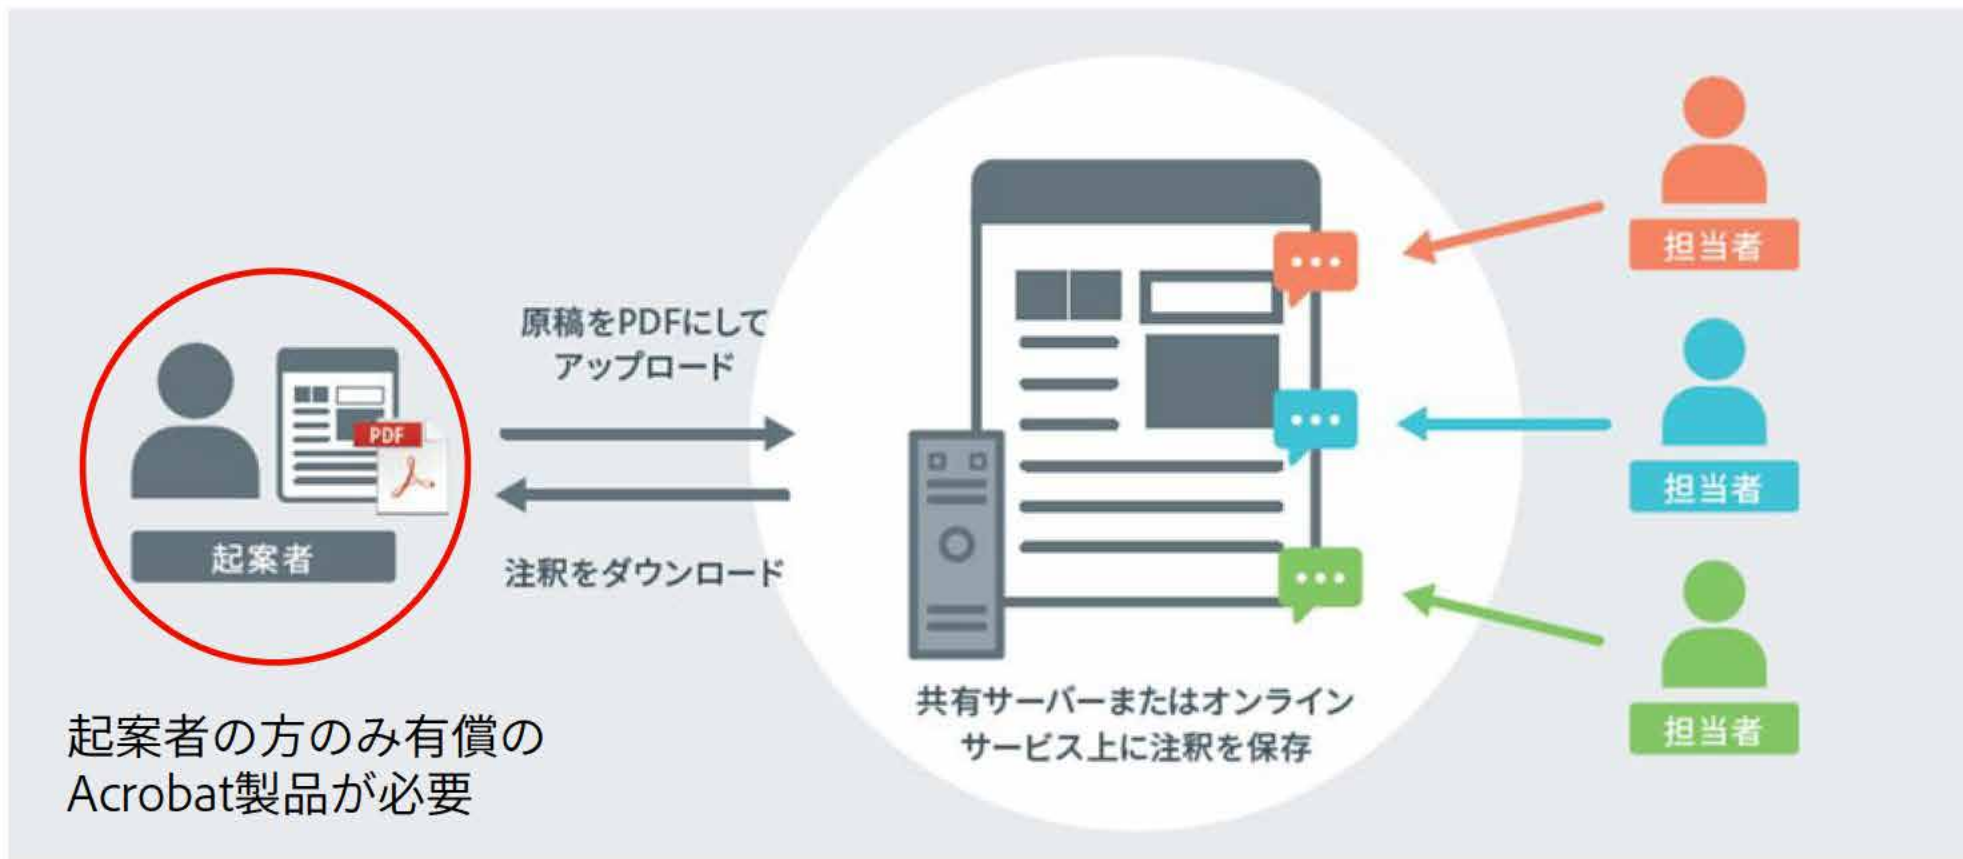 原稿をPDFにして
アップロード
PDF
起案者
注釈をダウンロード
起案者の方のみ有償の
Acrobat製品が必要
共有サーバーまたはオンライン
サービス上に注釈を保存
担当者
担当者
担当者